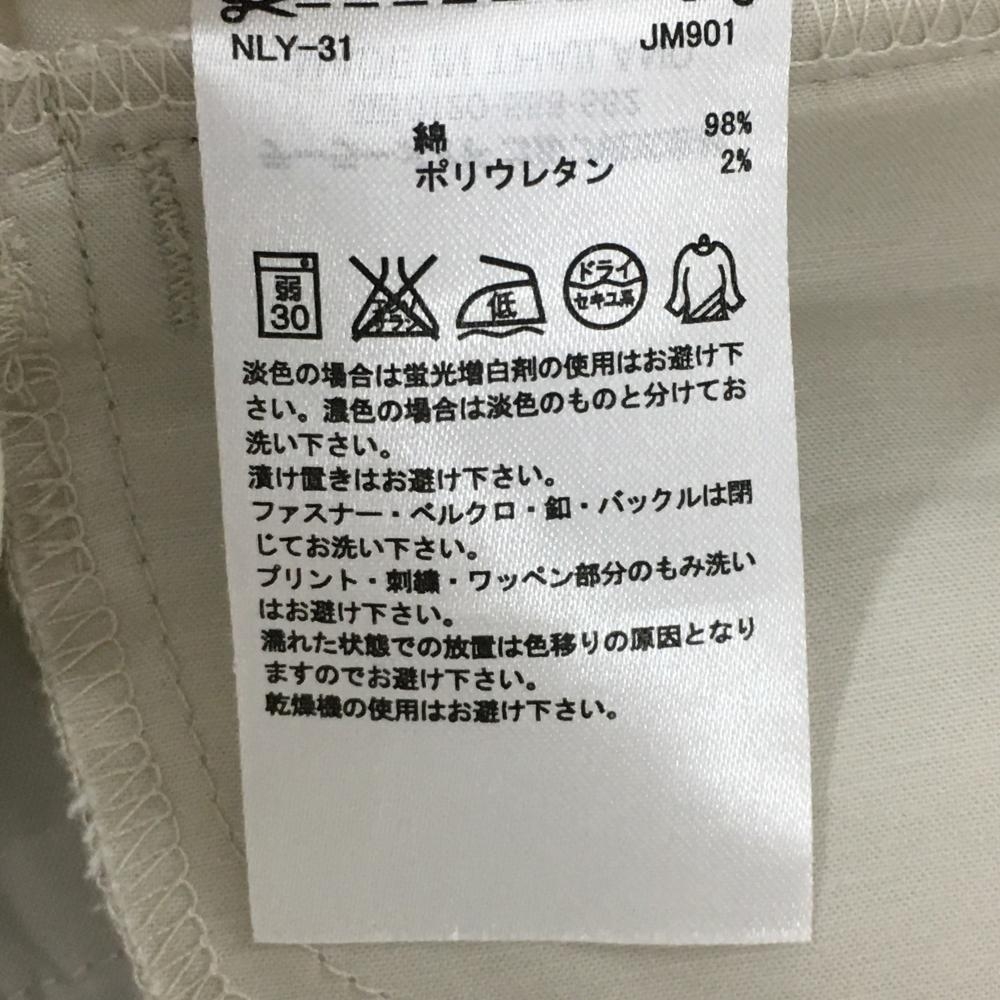 NLY-31 JM901
綿 98%
ポリウレタン 2%
弱
30
エンソ
サラシ
低
ドライ
セキユ系
淡色の場合は蛍光増白剤の使用はお避け下
さい。濃色の場合は淡色のものと分けてお
洗い下さい。
漬け置きはお避け下さい。
ファスナー・ベルクロ・釦・バックルは閉
じてお洗い下さい。
プリント・刺繍・ワッペン部分のもみ洗い
はお避け下さい。
濡れた状態での放置は色移りの原因となり
ますのでお避け下さい。
乾燥機の使用はお避け下さい。